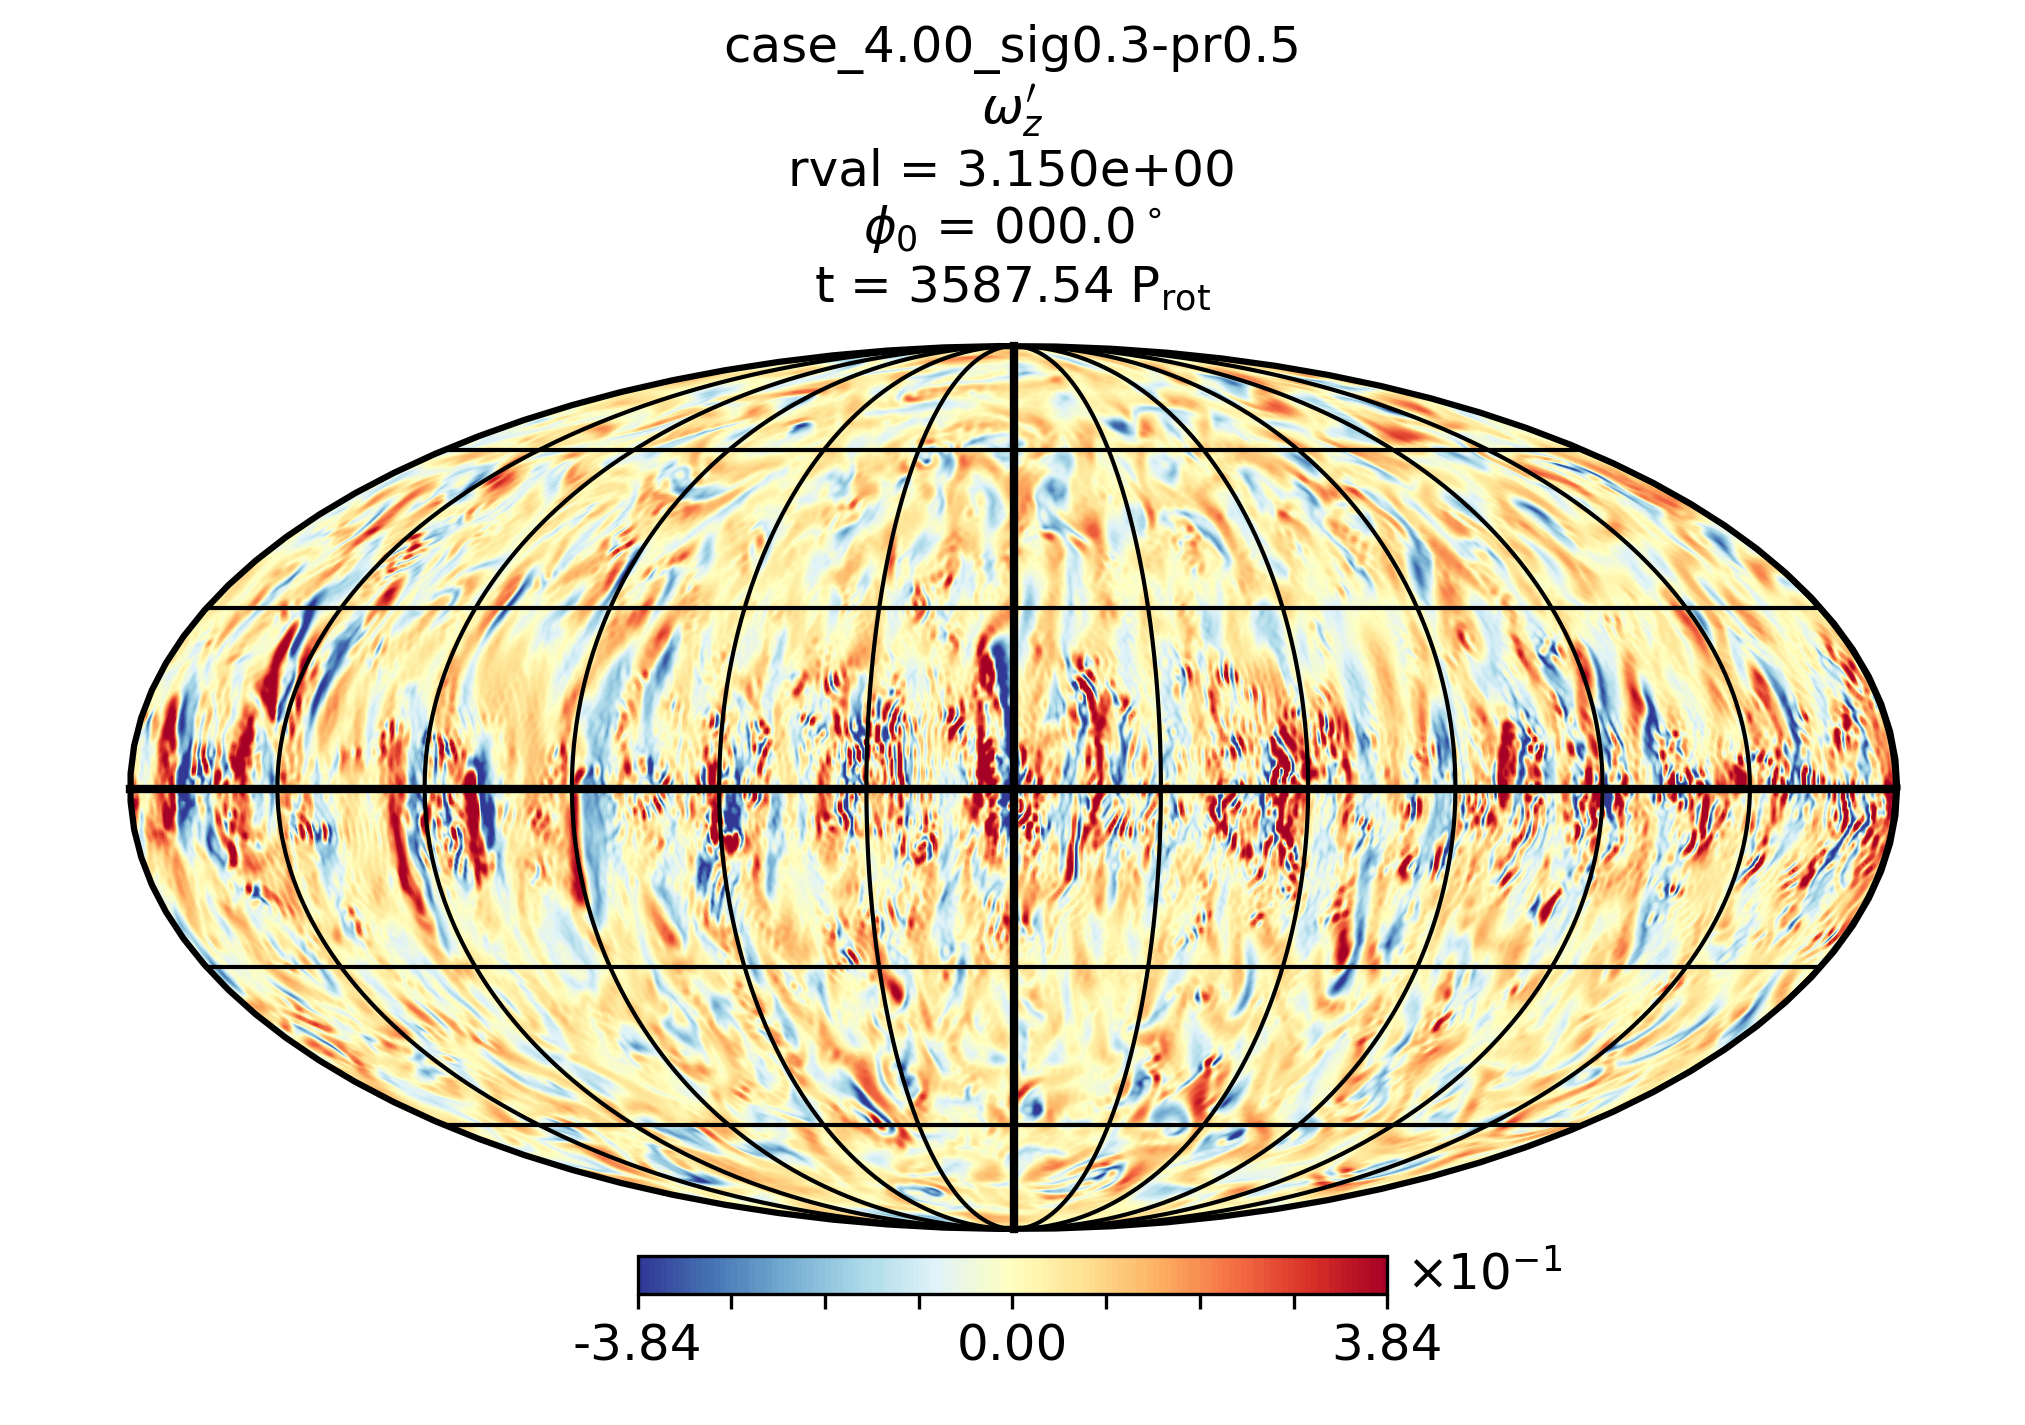 case_4.00_sig0.3-pr0.5
ω′z
rval = 3.150e+00
ϕ0 = 000.0°
t = 3587.54 Prot
×10−1
-3.84 0.00 3.84